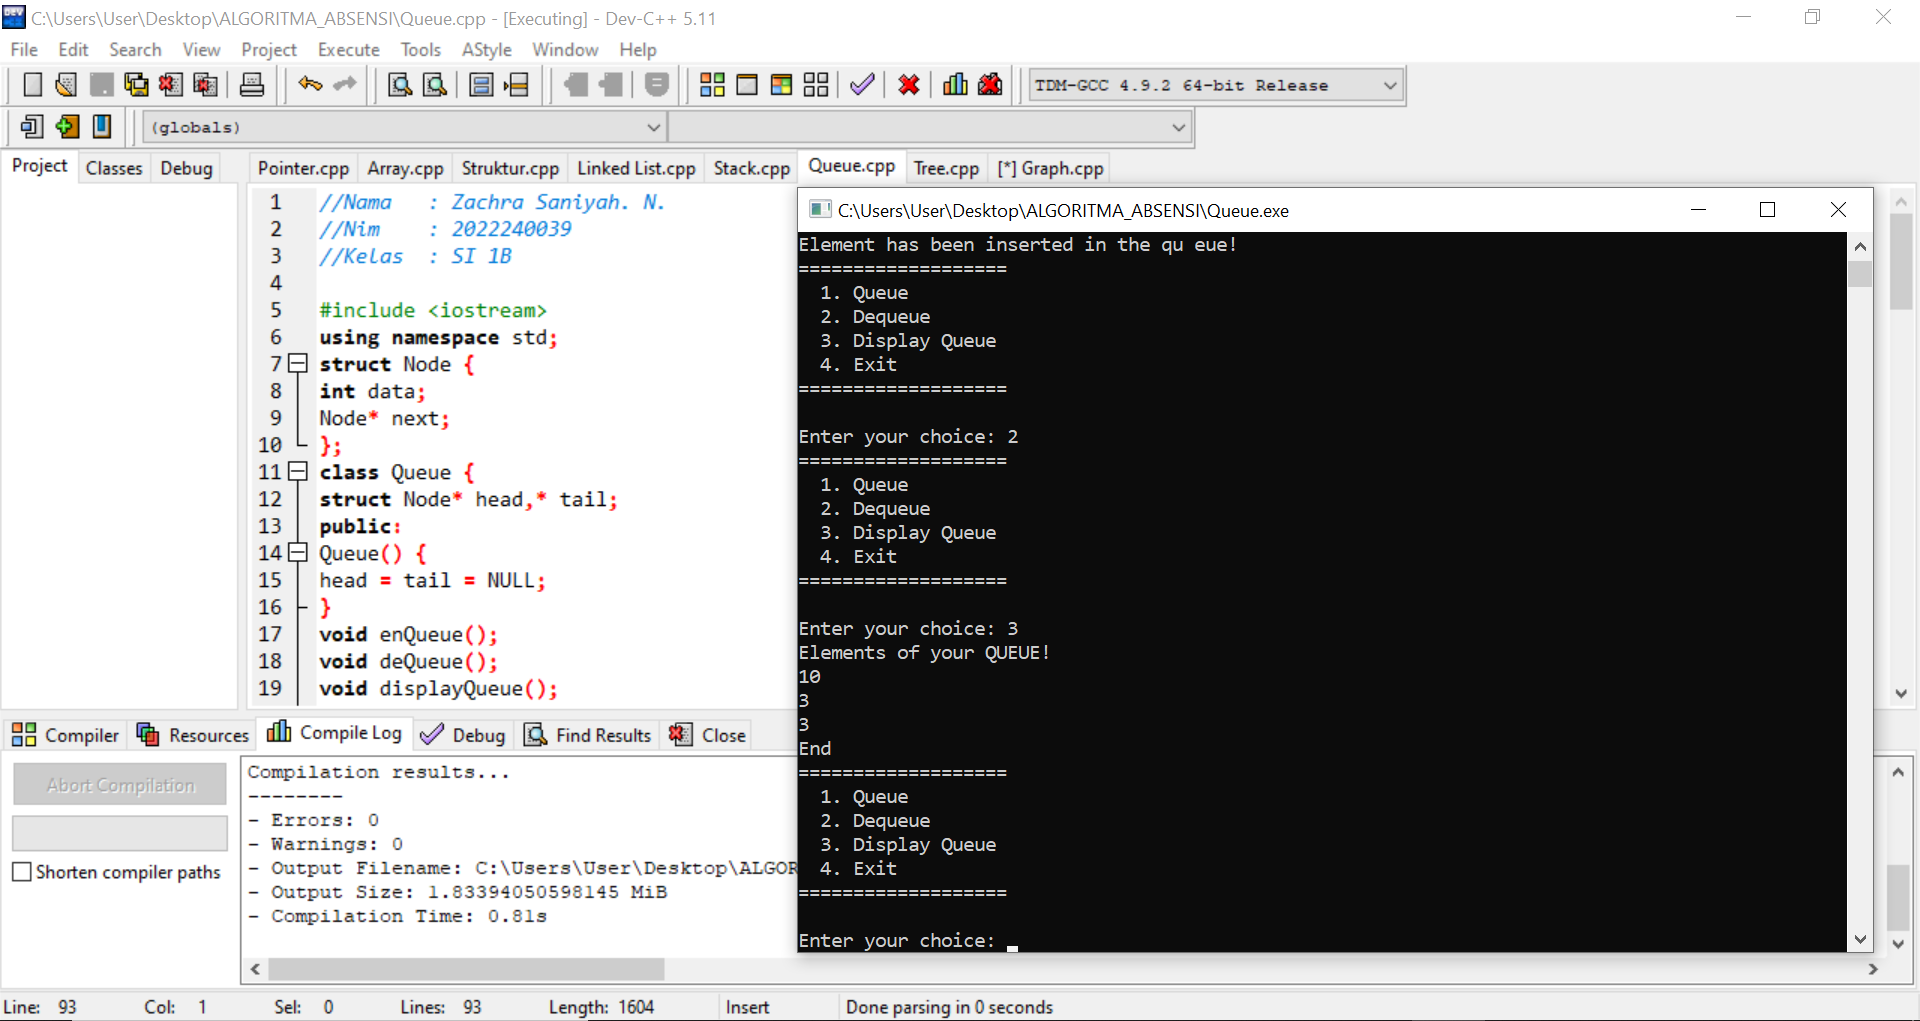 C:\Users\User\Desktop\ALGORITMA_ABSENSI\Queue.cpp - [Executing] - Dev-C++ 5.11
File Edit Search View Project Execute Tools AStyle Window Help
TDM-GCC 4.9.2 64-bit Release
(globals)
Project Classes Debug
Pointer.cpp Array.cpp Struktur.cpp Linked List.cpp Stack.cpp Queue.cpp Tree.cpp [*] Graph.cpp
1 //Nama : Zachra Saniyah. N.
2 //Nim : 2022240039
3 //Kelas : SI 1B
4
5 #include <iostream>
6 using namespace std;
7 struct Node {
8 int data;
9 Node* next;
10 };
11 class Queue {
12 struct Node* head,* tail;
13 public:
14 Queue() {
15 head = tail = NULL;
16 }
17 void enQueue();
18 void deQueue();
19 void displayQueue();
C:\Users\User\Desktop\ALGORITMA_ABSENSI\Queue.exe
Element has been inserted in the qu eue!
===================
1. Queue
2. Dequeue
3. Display Queue
4. Exit
===================
Enter your choice: 2
===================
1. Queue
2. Dequeue
3. Display Queue
4. Exit
===================
Enter your choice: 3
Elements of your QUEUE!
10
3
3
End
===================
1. Queue
2. Dequeue
3. Display Queue
4. Exit
===================
Enter your choice:
Compiler Resources Compile Log Debug Find Results Close
Abort Compilation
Shorten compiler paths
Compilation results...
--------
- Errors: 0
- Warnings: 0
- Output Filename: C:\Users\User\Desktop\ALGOR
- Output Size: 1.83394050598145 MiB
- Compilation Time: 0.81s
Line: 93 Col: 1 Sel: 0 Lines: 93 Length: 1604 Insert Done parsing in 0 seconds